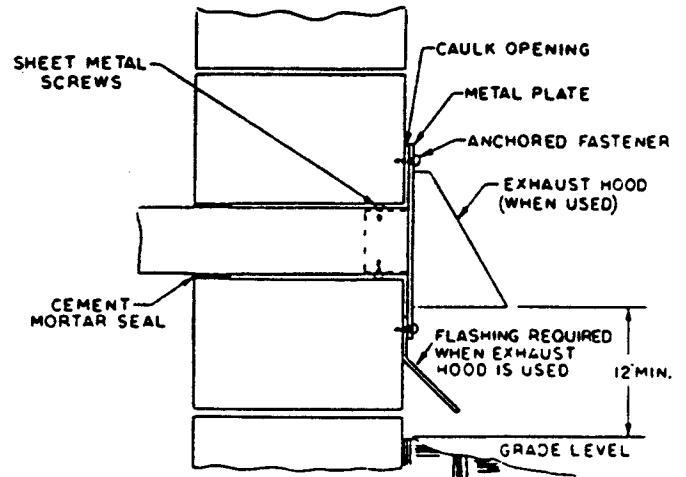 SHEET METAL
SCREWS
CAULK OPENING
METAL PLATE
ANCHORED FASTENER
EXHAUST HOOD
(WHEN USED)
CEMENT
MORTAR SEAL
FLASHING REQUIRED
WHEN EXHAUST
HOOD IS USED
12" MIN.
GRADE LEVEL